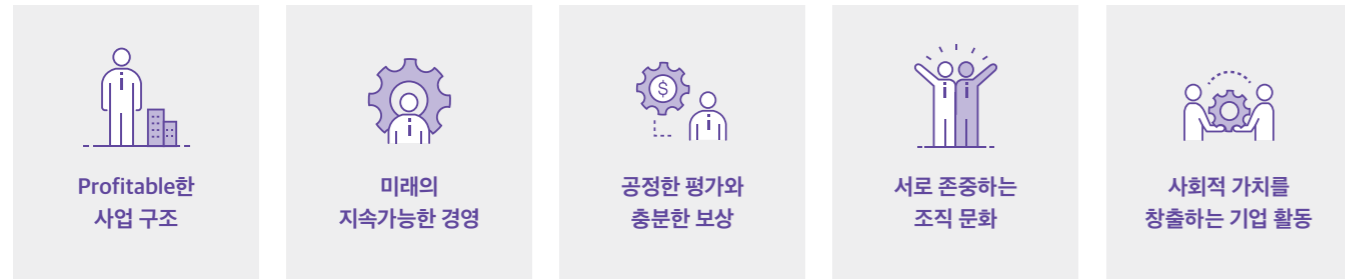 Profitable한
사업 구조
미래의
지속가능한 경영
$
공정한 평가와
충분한 보상
서로 존중하는
조직 문화
사회적 가치를
창출하는 기업 활동